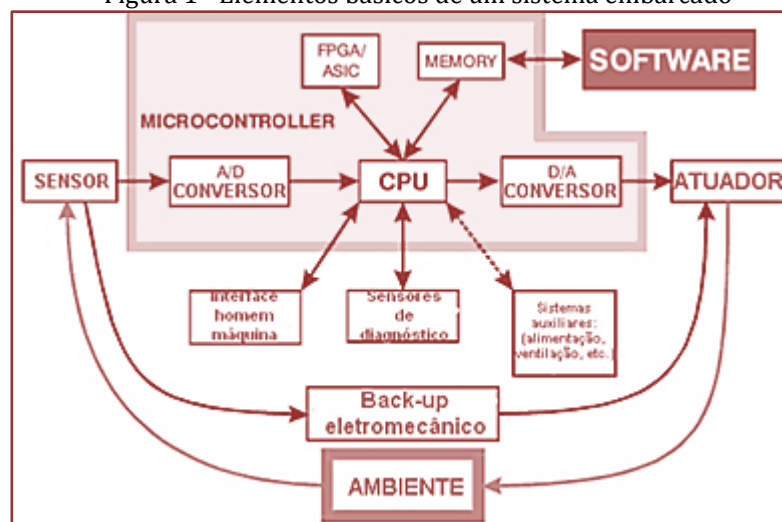 Figura 1 - Elementos básicos de um sistema embarcado
FPGA/
ASIC
MEMORY
SOFTWARE
MICROCONTROLLER
SENSOR
A/D
CONVERSOR
CPU
D/A
CONVERSOR
ATUADOR
Interface
homem
máquina
Sensores
de
diagnóstico
Sistemas
auxiliares:
(alimentação,
ventilação, etc.)
Back-up
eletromecânico
AMBIENTE